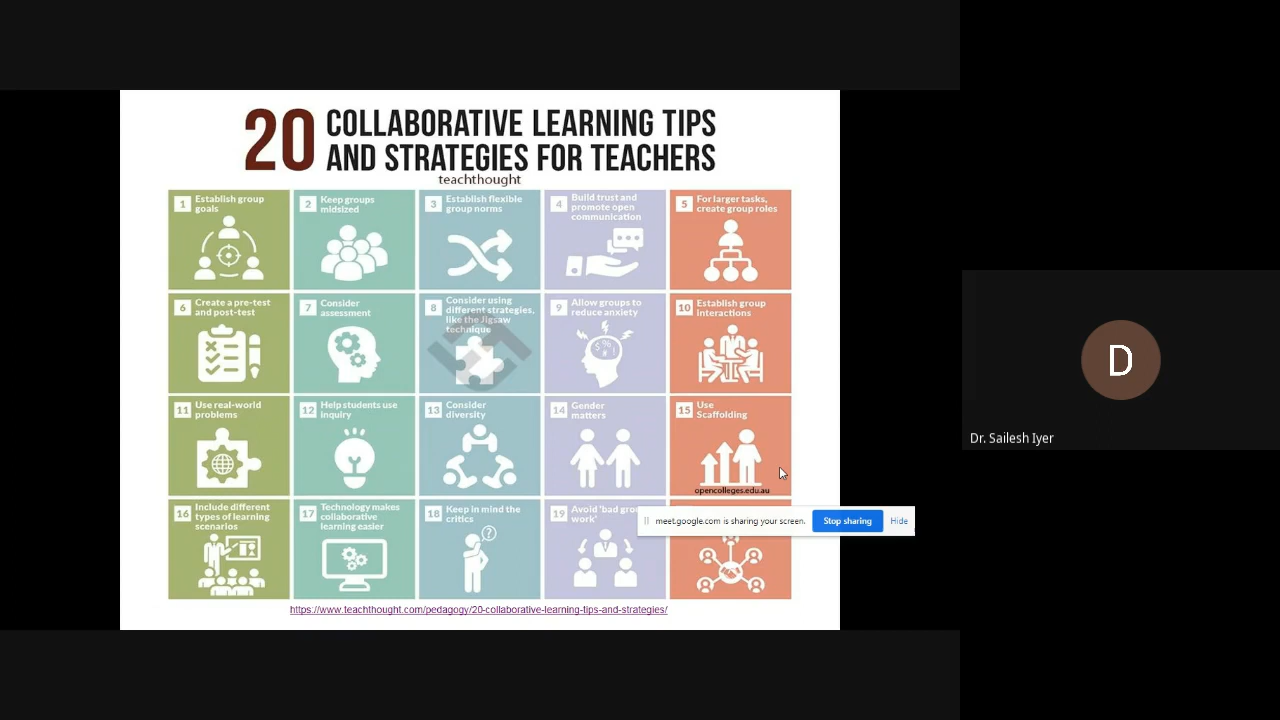 20 COLLABORATIVE LEARNING TIPS
AND STRATEGIES FOR TEACHERS
teachthought
1 Establish group
goals
2 Keep groups
midsized
3 Establish flexible
group norms
4 Build trust and
promote open
communication
5 For larger tasks,
create group roles
6 Create a pre-test
and post-test
7 Consider
assessment
8 Consider using
different strategies,
like the Jigsaw
technique
9 Allow groups to
reduce anxiety
$%
!
10 Establish group
interactions
11 Use real-world
problems
12 Help students use
inquiry
13 Consider
diversity
14 Gender
matters
15 Use
Scaffolding
opencolleges.edu.au
16 Include different
types of learning
scenarios
17 Technology makes
collaborative
learning easier
18 Keep in mind the
critics
?
19 Avoid 'bad
work'
meet.google.com is sharing your screen.
Stop sharing
Hide
https://www.teachthought.com/pedagogy/20-collaborative-learning-tips-and-strategies/
D
Dr. Sailesh Iyer